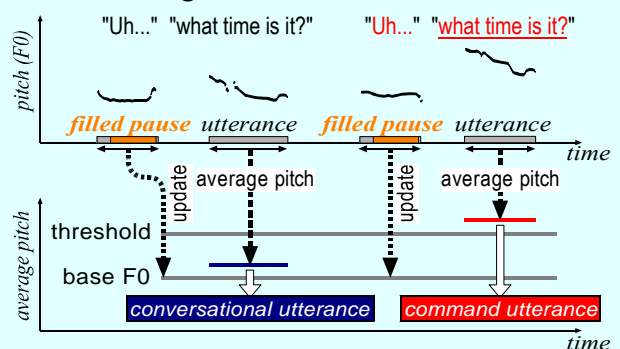 "Uh..." "what time is it?" "Uh..." "what time is it?"
pitch (F0)
filled pause utterance filled pause utterance
time
update average pitch update average pitch
average pitch
threshold
base F0
conversational utterance command utterance
time